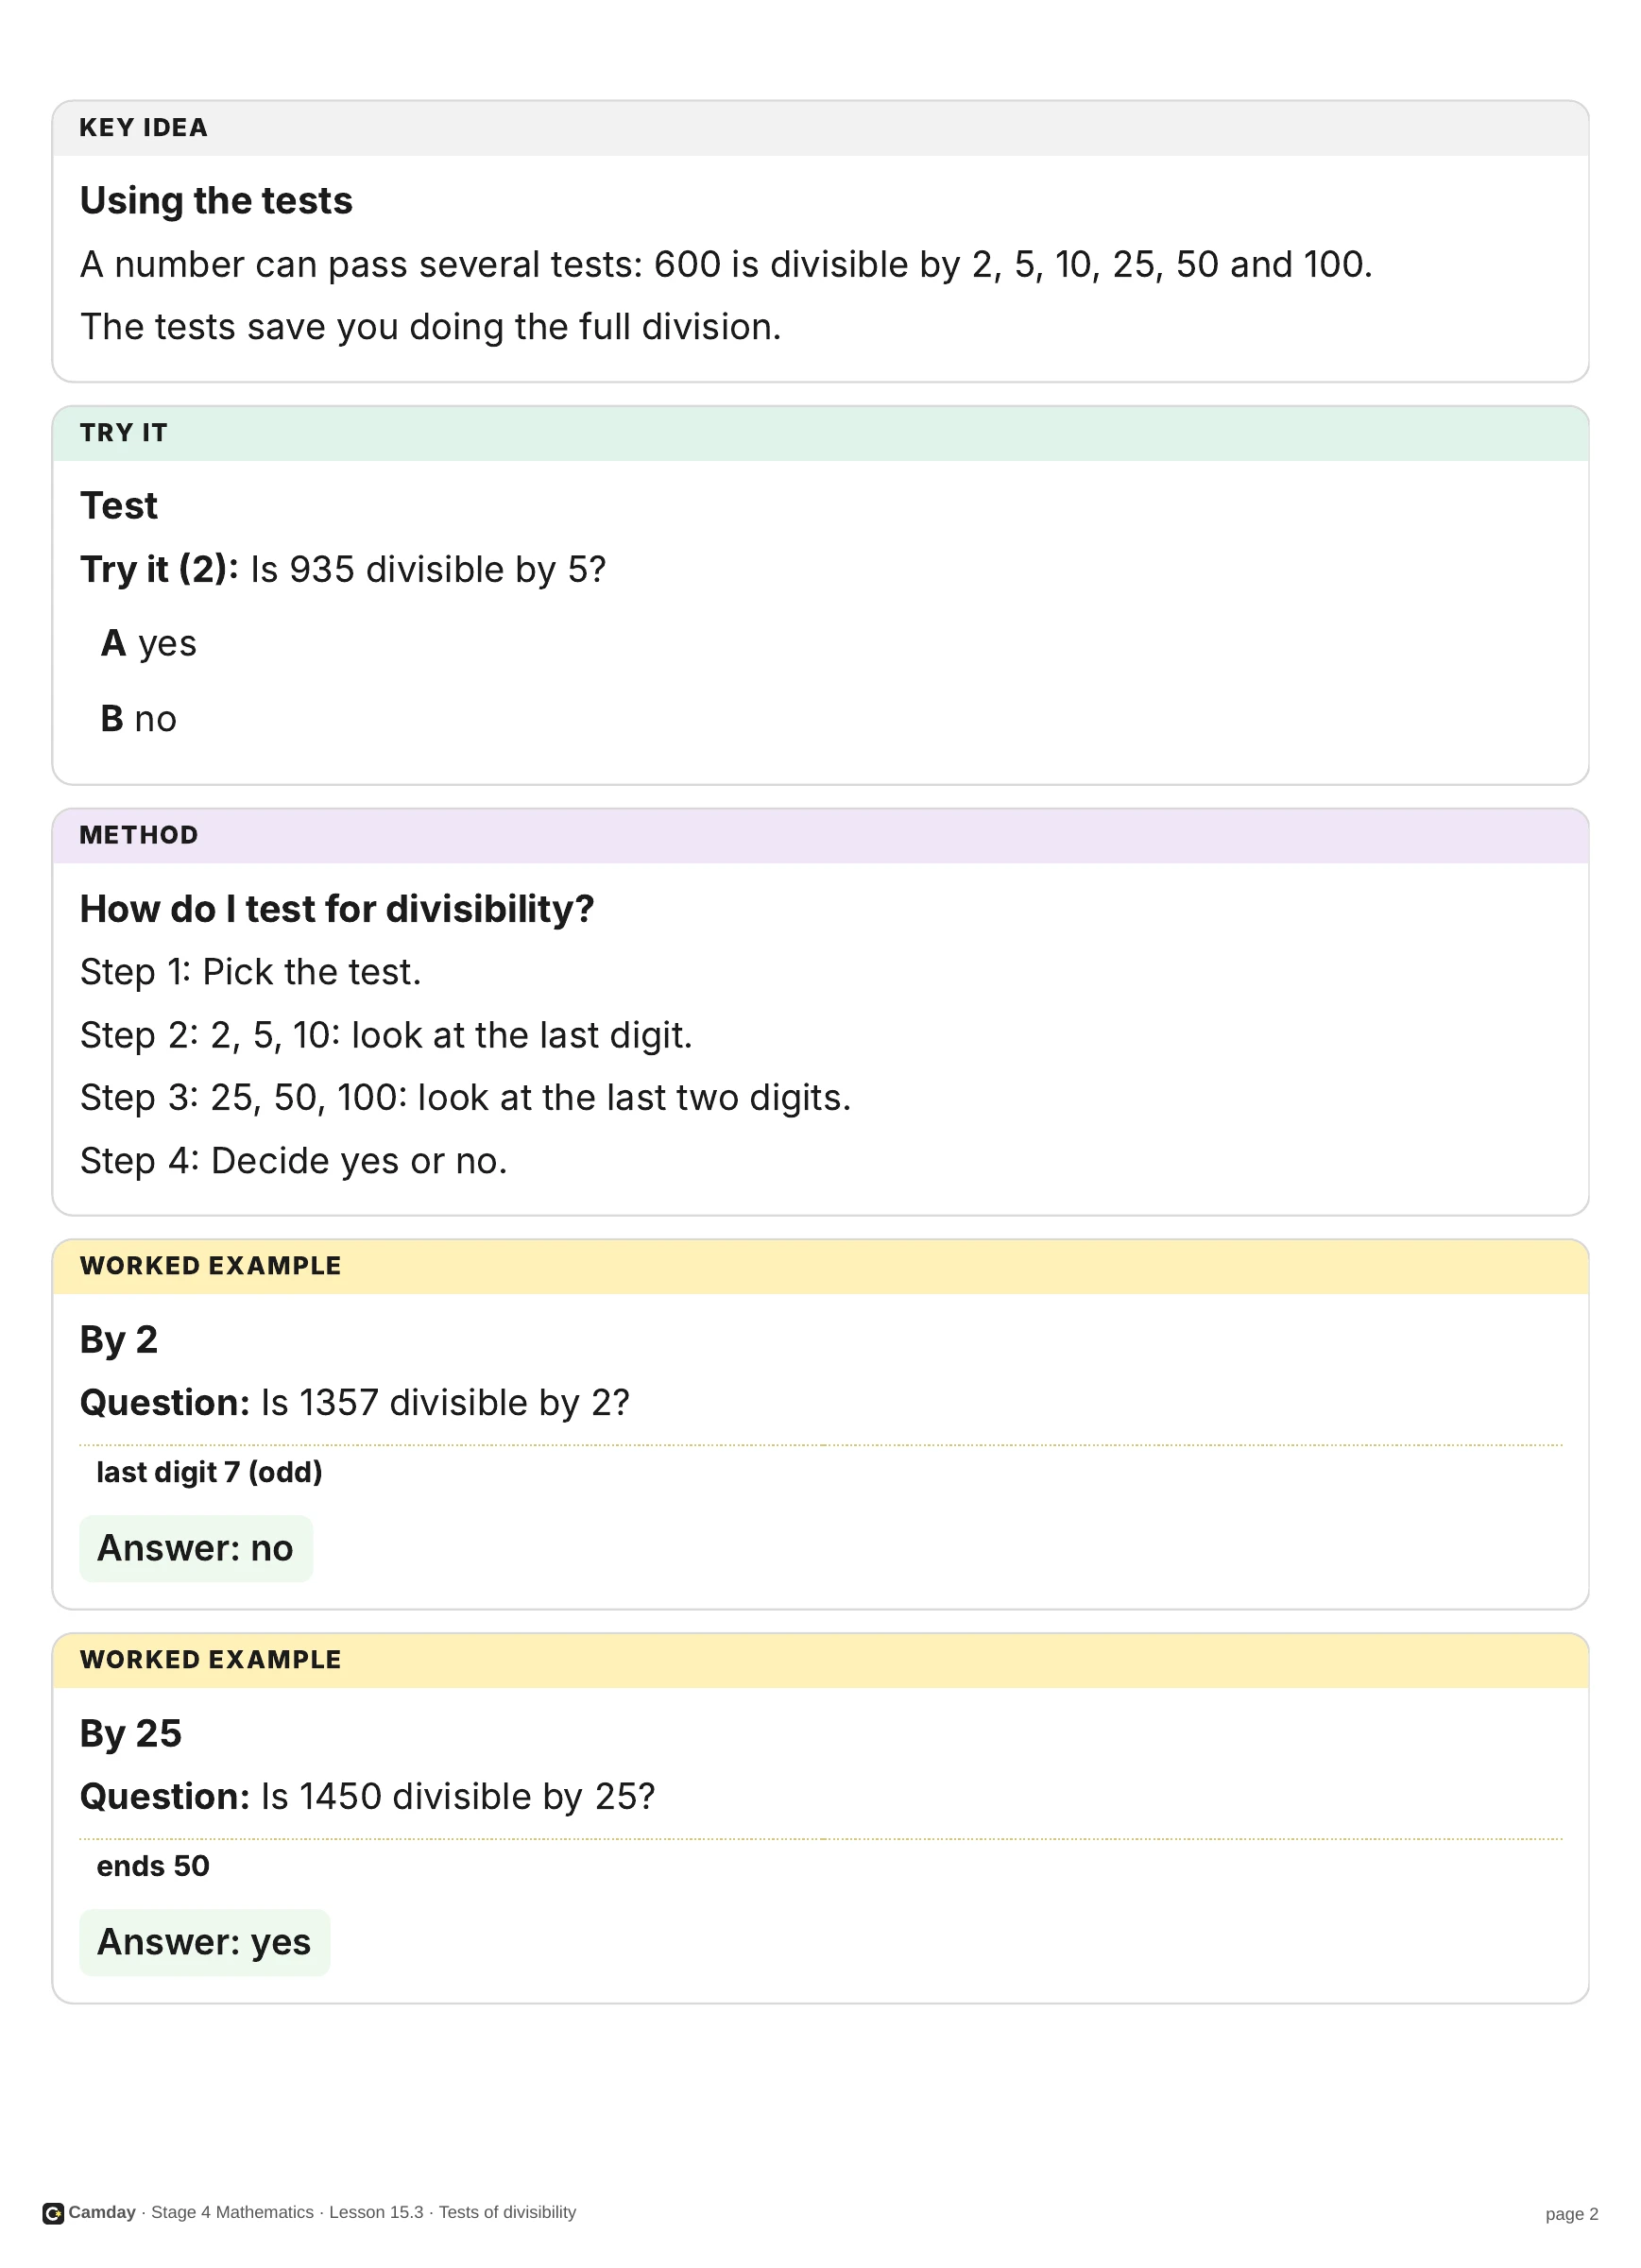 KEY IDEA
Using the tests
A number can pass several tests: 600 is divisible by 2, 5, 10, 25, 50 and 100.
The tests save you doing the full division.
TRY IT
Test
Try it (2): Is 935 divisible by 5?
A yes
B no
METHOD
How do I test for divisibility?
Step 1: Pick the test.
Step 2: 2, 5, 10: look at the last digit.
Step 3: 25, 50, 100: look at the last two digits.
Step 4: Decide yes or no.
WORKED EXAMPLE
By 2
Question: Is 1357 divisible by 2?
last digit 7 (odd)
Answer: no
WORKED EXAMPLE
By 25
Question: Is 1450 divisible by 25?
ends 50
Answer: yes
Camday · Stage 4 Mathematics · Lesson 15.3 · Tests of divisibility
page 2